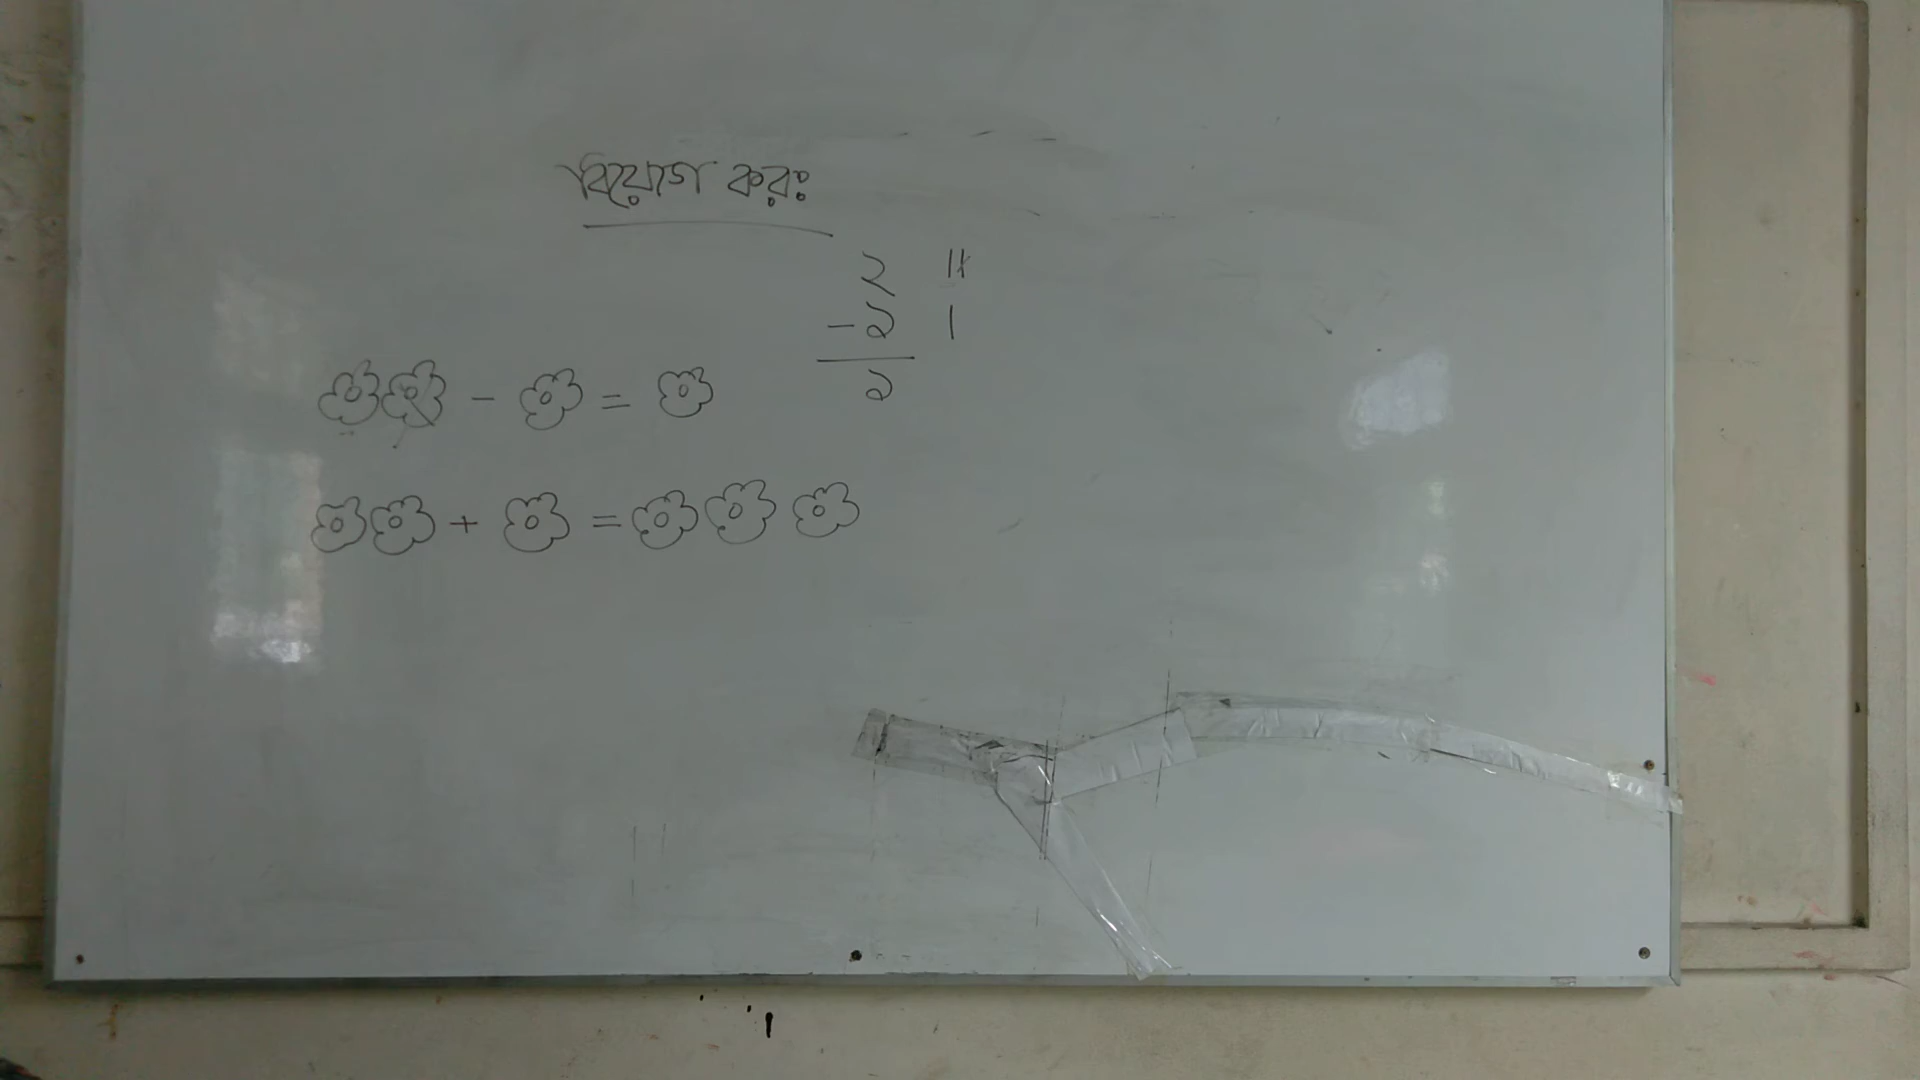 বিয়োগ করঃ
২ ||
- ১ |
১
- =
+ =